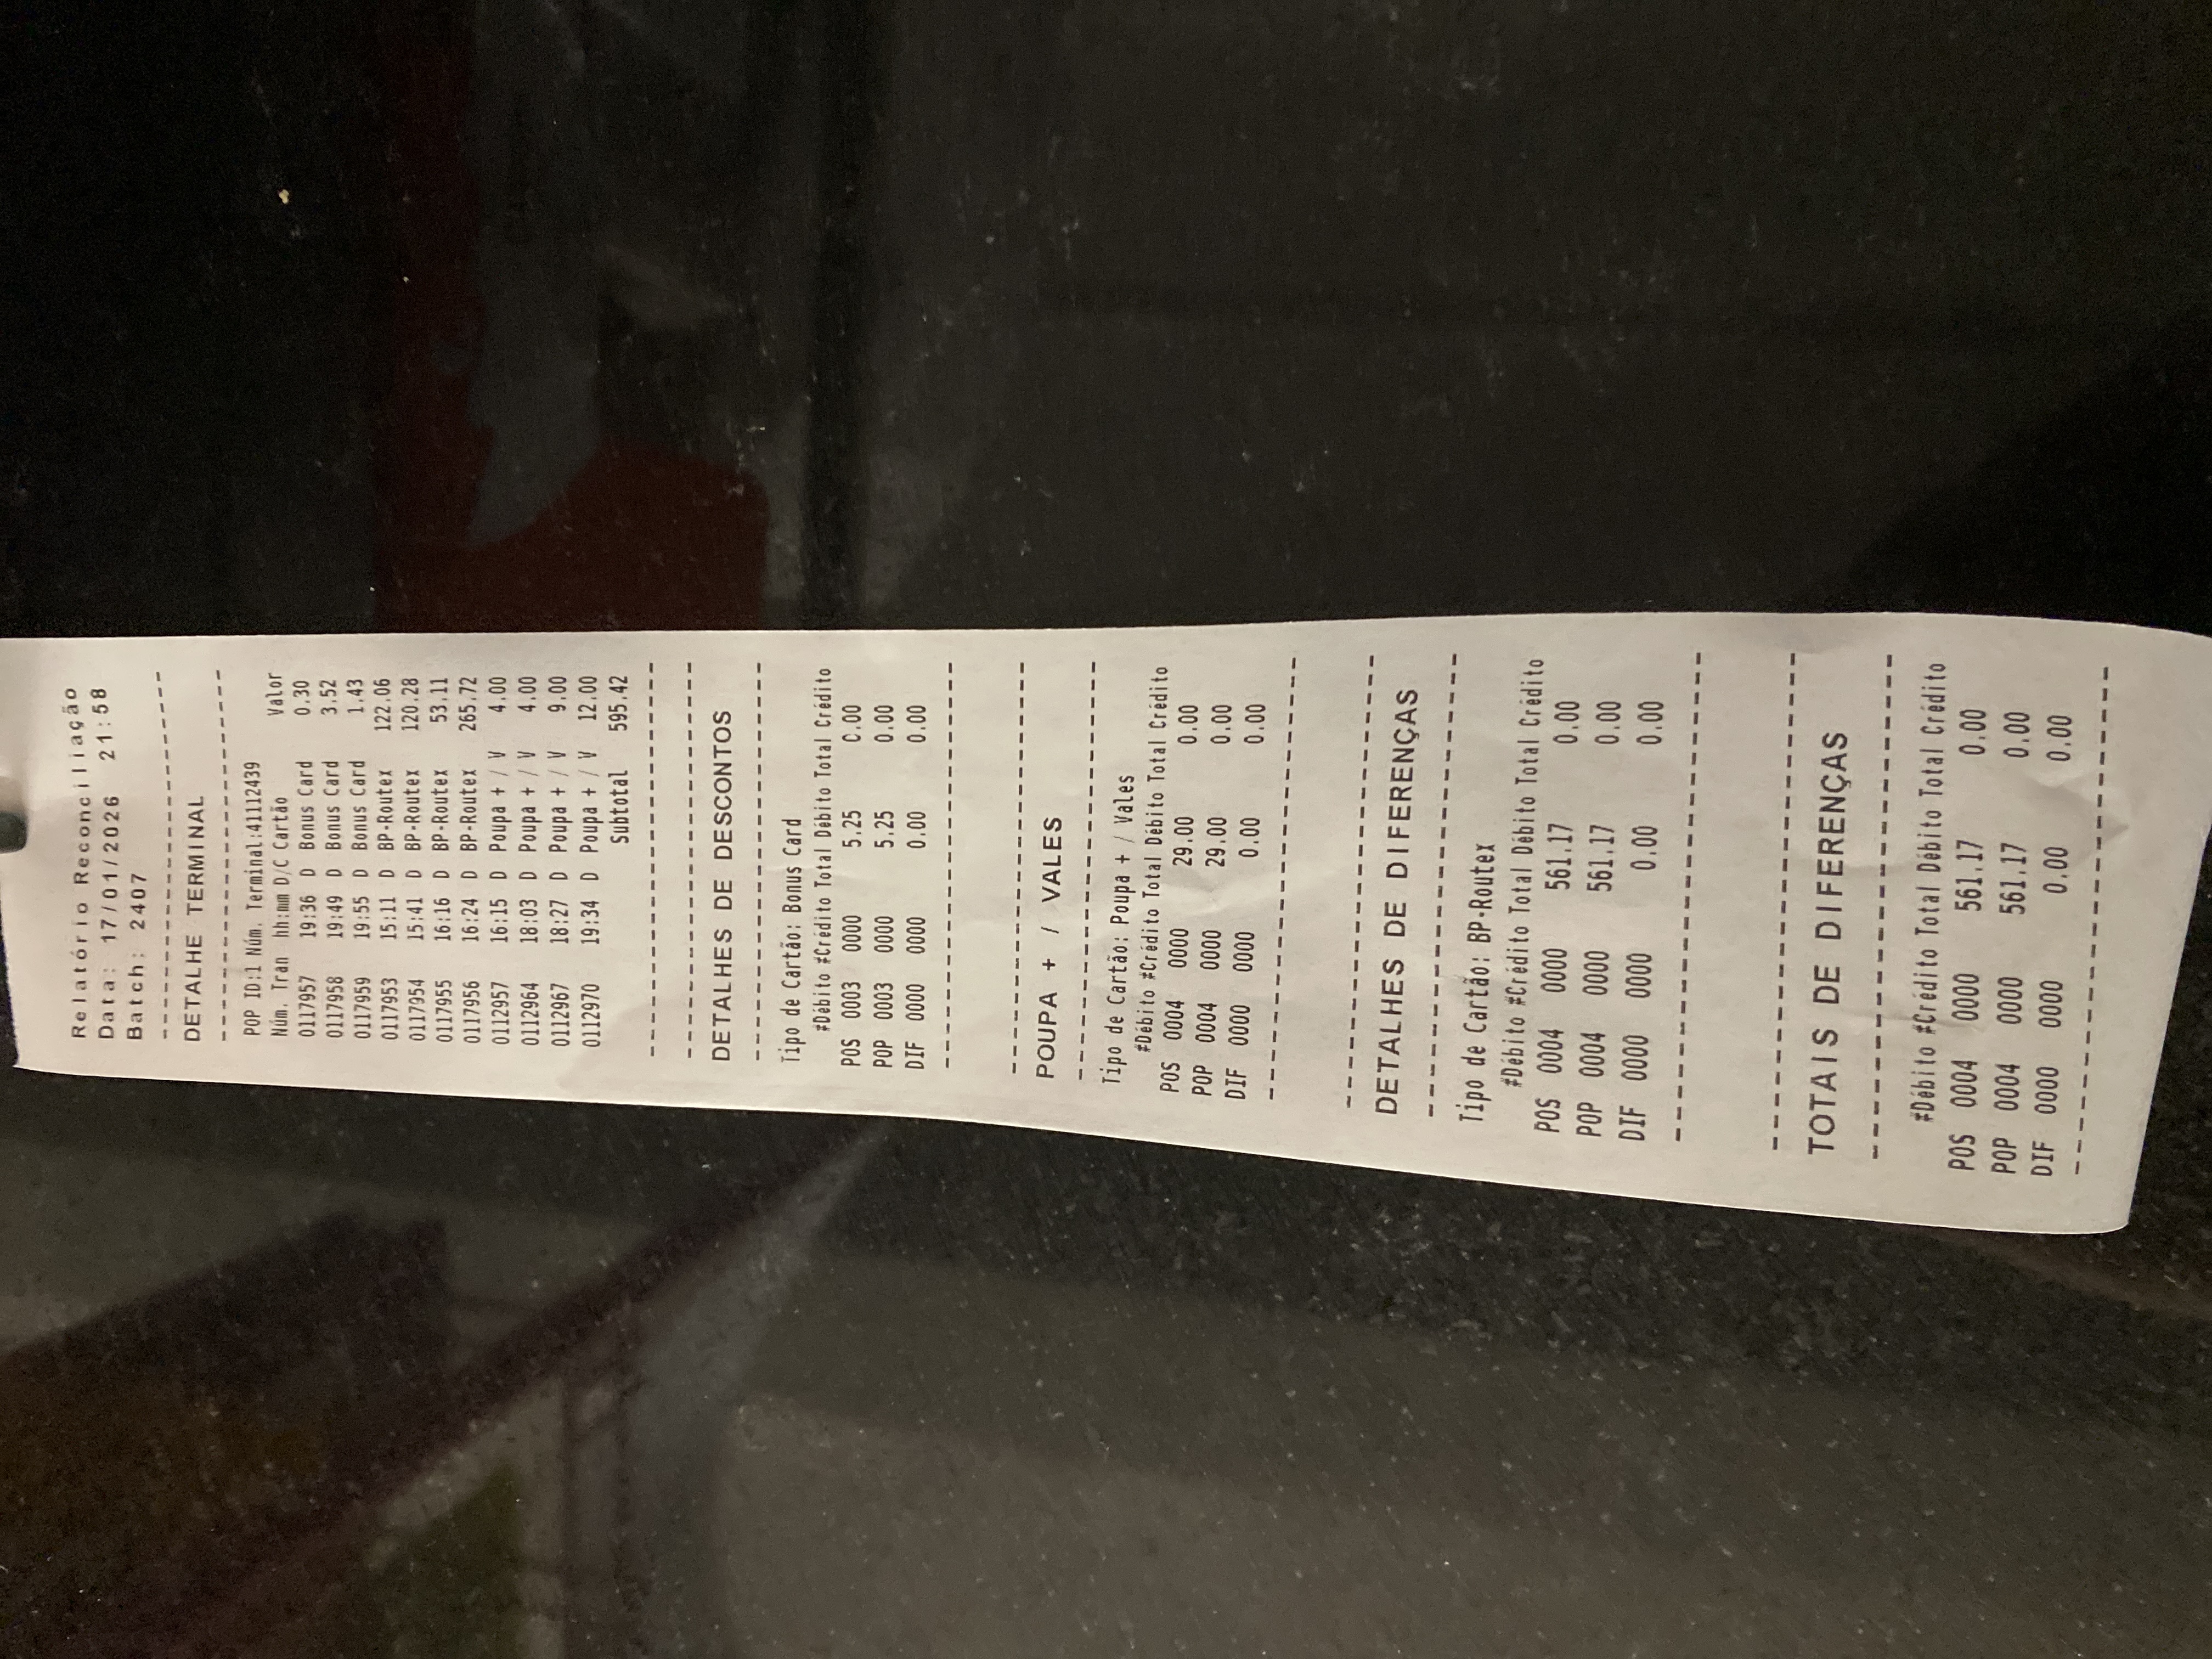 Relatório Reconciliação
Data: 17/01/2026 21:58
Batch: 2407
--------------------------------
DETALHE TERMINAL
--------------------------------
POP ID:1 Núm. Terminal:41112439
Núm. Tran hh:mm D/C Cartão Valor
0117957 19:36 D Bonus Card 0.30
0117958 19:49 D Bonus Card 3.52
0117959 19:55 D Bonus Card 1.43
0117953 15:11 D BP-Routex 122.06
0117954 15:41 D BP-Routex 120.28
0117955 16:16 D BP-Routex 53.11
0117956 16:24 D BP-Routex 265.72
0112957 16:15 D Poupa + / V 4.00
0112964 18:03 D Poupa + / V 4.00
0112967 18:27 D Poupa + / V 9.00
0112970 19:34 D Poupa + / V 12.00
Subtotal 595.42
--------------------------------
--------------------------------
DETALHES DE DESCONTOS
--------------------------------
Tipo de Cartão: Bonus Card
#Débito #Crédito Total Débito Total Crédito
POS 0003 0000 5.25 0.00
POP 0003 0000 5.25 0.00
DIF 0000 0000 0.00 0.00
--------------------------------
--------------------------------
POUPA + / VALES
--------------------------------
Tipo de Cartão: Poupa + / Vales
#Débito #Crédito Total Débito Total Crédito
POS 0004 0000 29.00 0.00
POP 0004 0000 29.00 0.00
DIF 0000 0000 0.00 0.00
--------------------------------
--------------------------------
DETALHES DE DIFERENÇAS
--------------------------------
Tipo de Cartão: BP-Routex
#Débito #Crédito Total Débito Total Crédito
POS 0004 0000 561.17 0.00
POP 0004 0000 561.17 0.00
DIF 0000 0000 0.00 0.00
--------------------------------
--------------------------------
TOTAIS DE DIFERENÇAS
--------------------------------
#Débito #Crédito Total Débito Total Crédito
POS 0004 0000 561.17 0.00
POP 0004 0000 561.17 0.00
DIF 0000 0000 0.00 0.00
--------------------------------